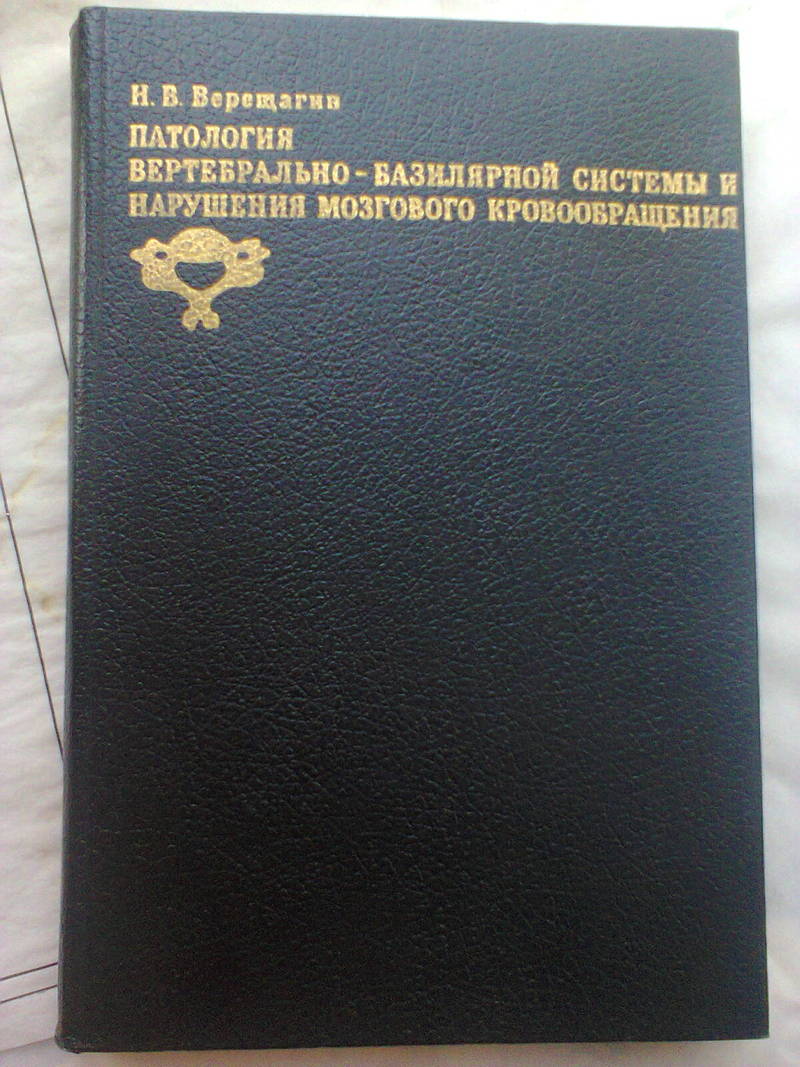 Н. В. Верещагин
ПАТОЛОГИЯ
ВЕРТЕБРАЛЬНО-БАЗИЛЯРНОЙ СИСТЕМЫ И
НАРУШЕНИЯ МОЗГОВОГО КРОВООБРАЩЕНИЯ